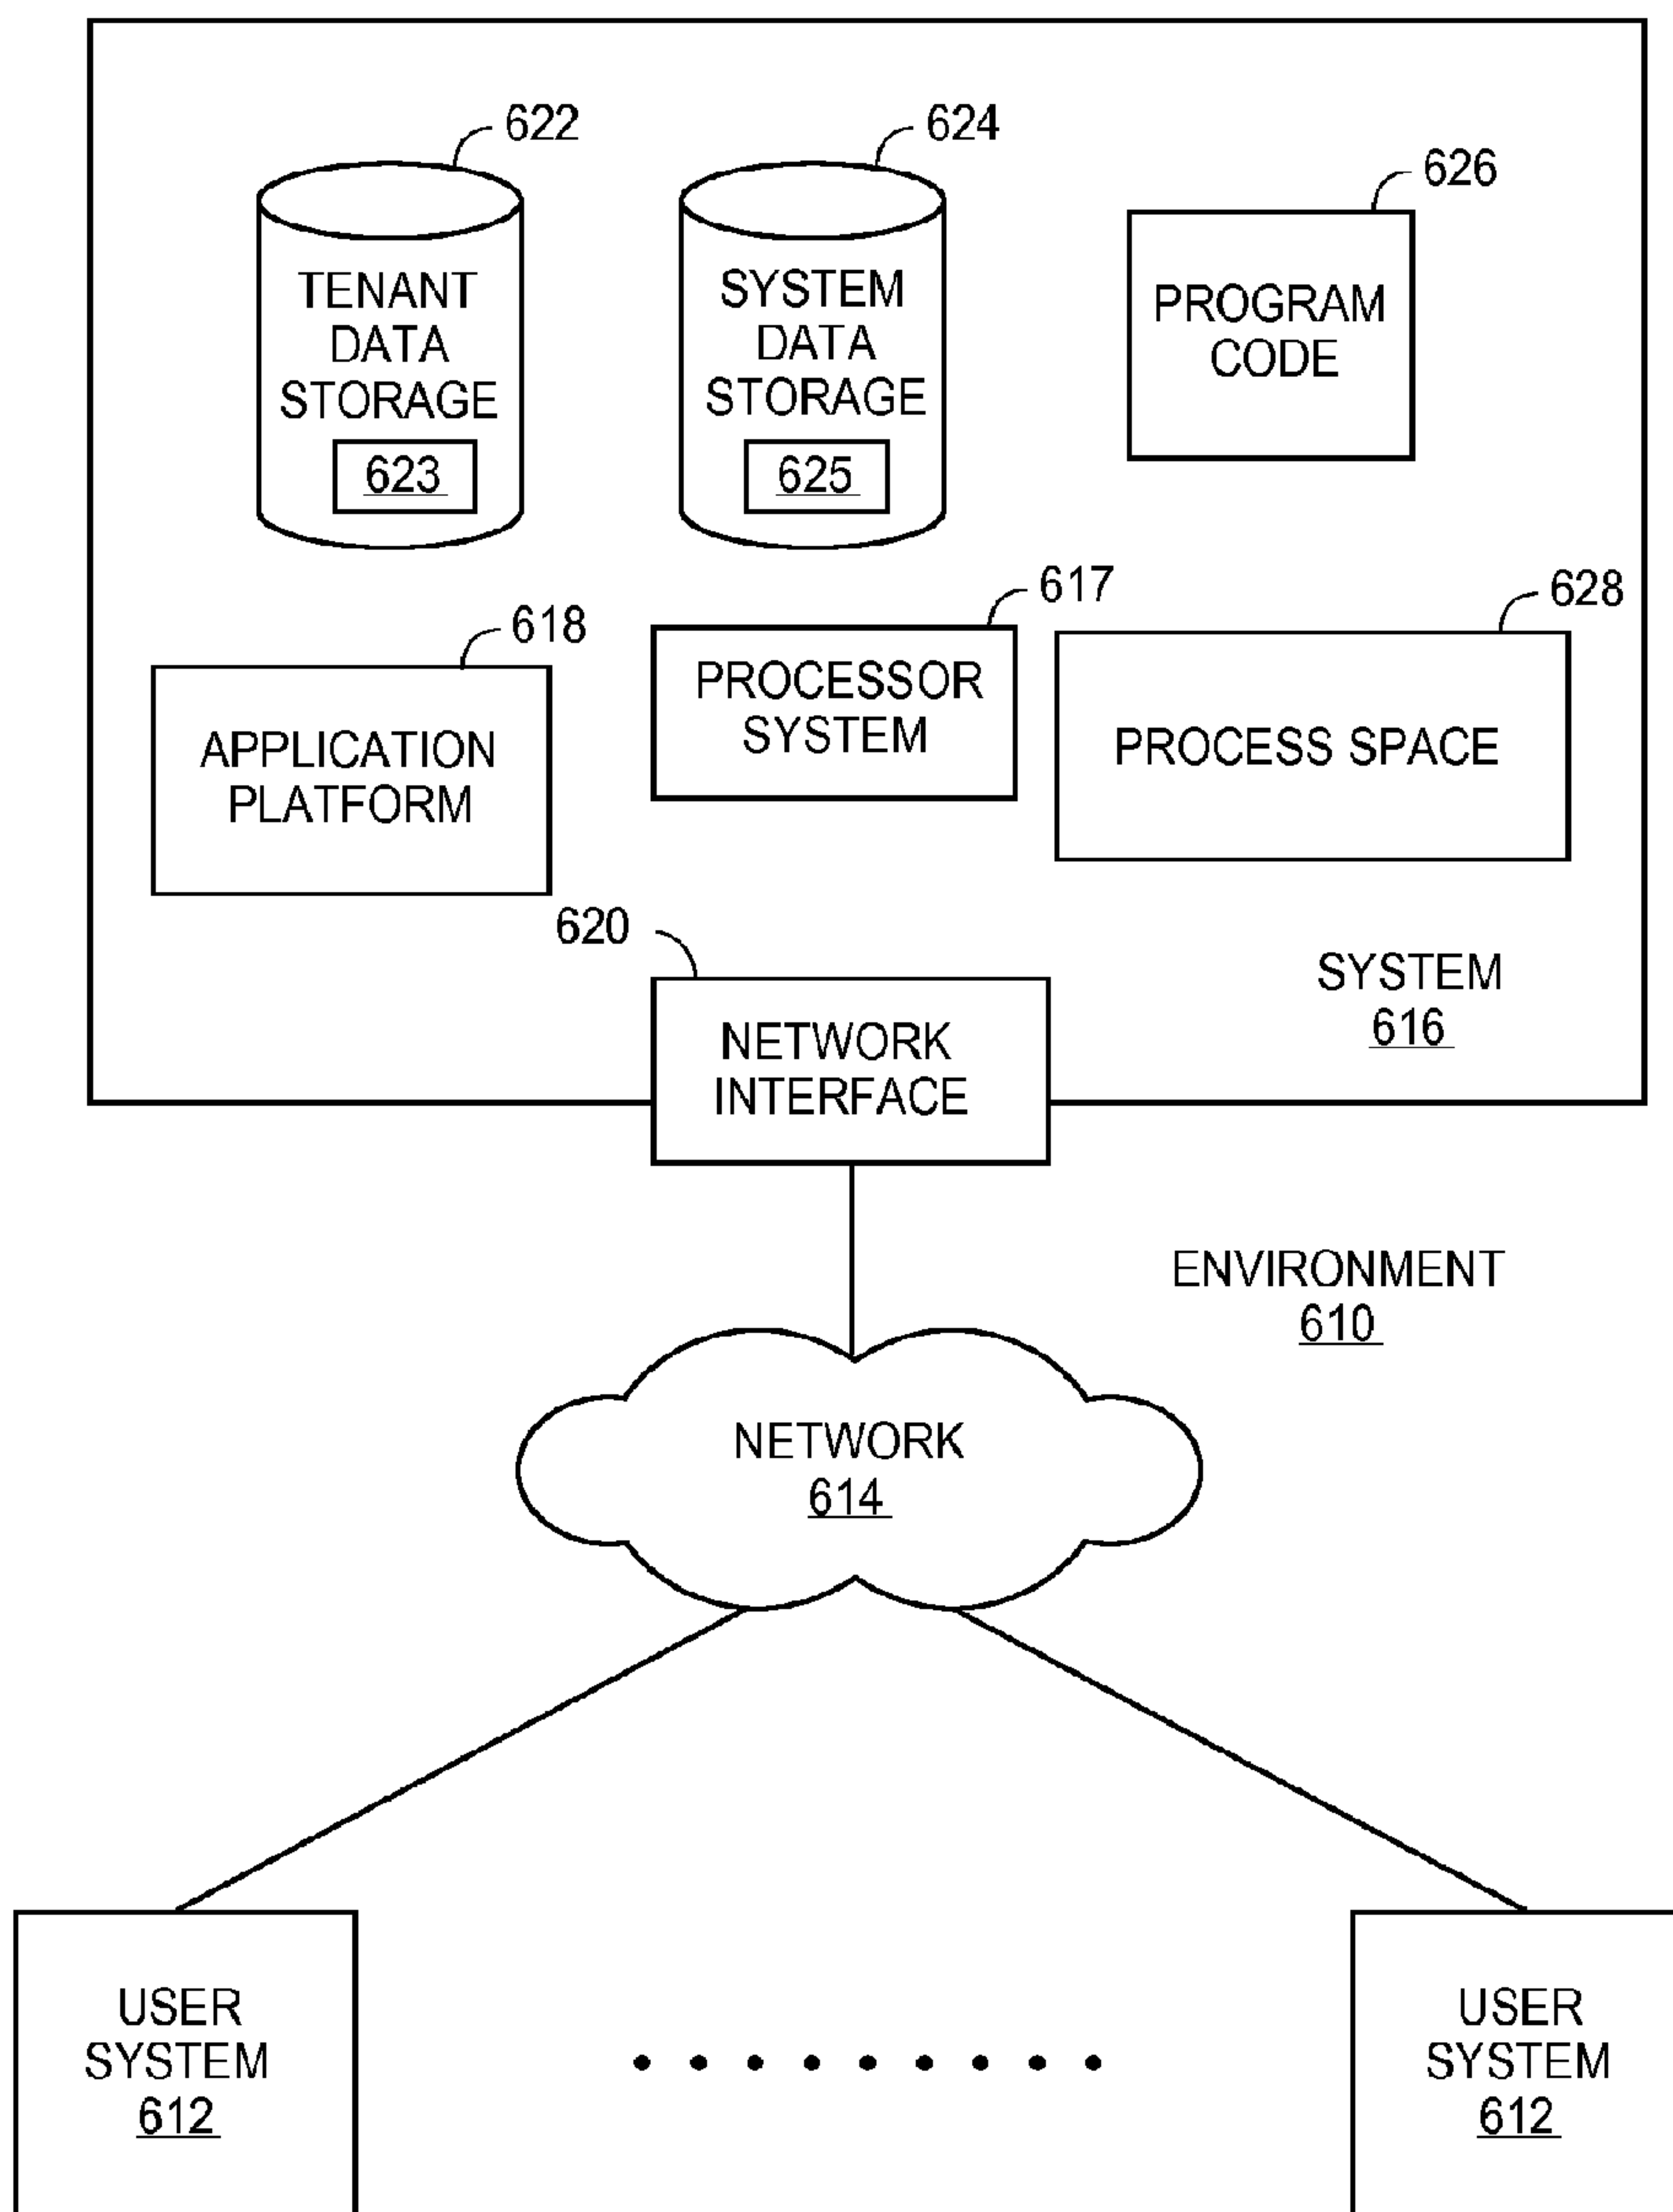 622
624
626
TENANT
DATA
STORAGE
623
SYSTEM
DATA
STORAGE
625
PROGRAM
CODE
618
617
628
APPLICATION
PLATFORM
PROCESSOR
SYSTEM
PROCESS SPACE
620
NETWORK
INTERFACE
SYSTEM
616
ENVIRONMENT
610
NETWORK
614
USER
SYSTEM
612
USER
SYSTEM
612